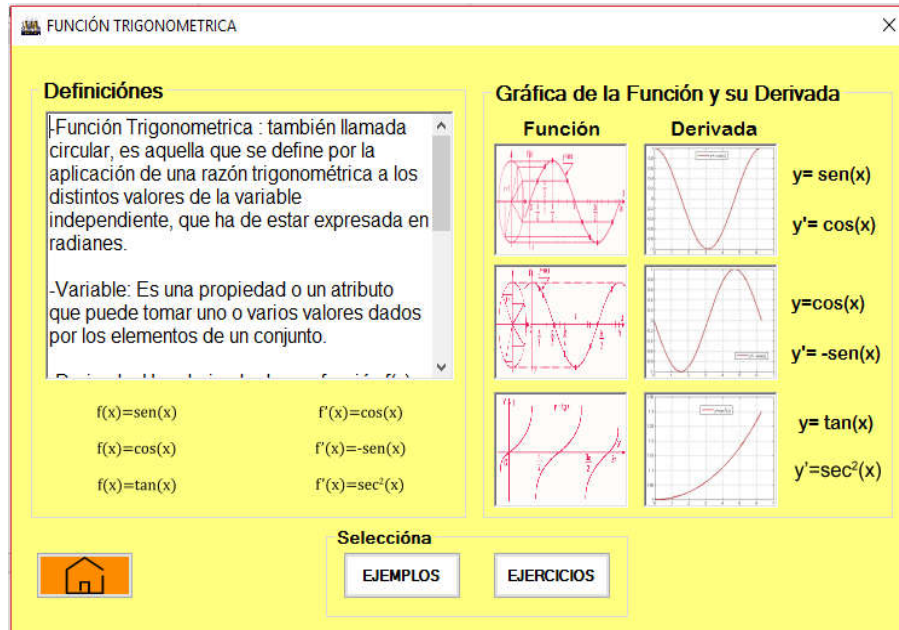 FUNCIÓN TRIGONOMETRICA
Definiciónes
-Función Trigonometrica : también llamada
circular, es aquella que se define por la
aplicación de una razón trigonométrica a los
distintos valores de la variable
independiente, que ha de estar expresada en
radianes.
-Variable: Es una propiedad o un atributo
que puede tomar uno o varios valores dados
por los elementos de un conjunto.
f(x)=sen(x) f'(x)=cos(x)
f(x)=cos(x) f'(x)=-sen(x)
f(x)=tan(x) f'(x)=sec²(x)
Gráfica de la Función y su Derivada
Función Derivada
y= sen(x)
y'= cos(x)
y=cos(x)
y'= -sen(x)
y= tan(x)
y'=sec²(x)
Seleccióna
EJEMPLOS EJERCICIOS